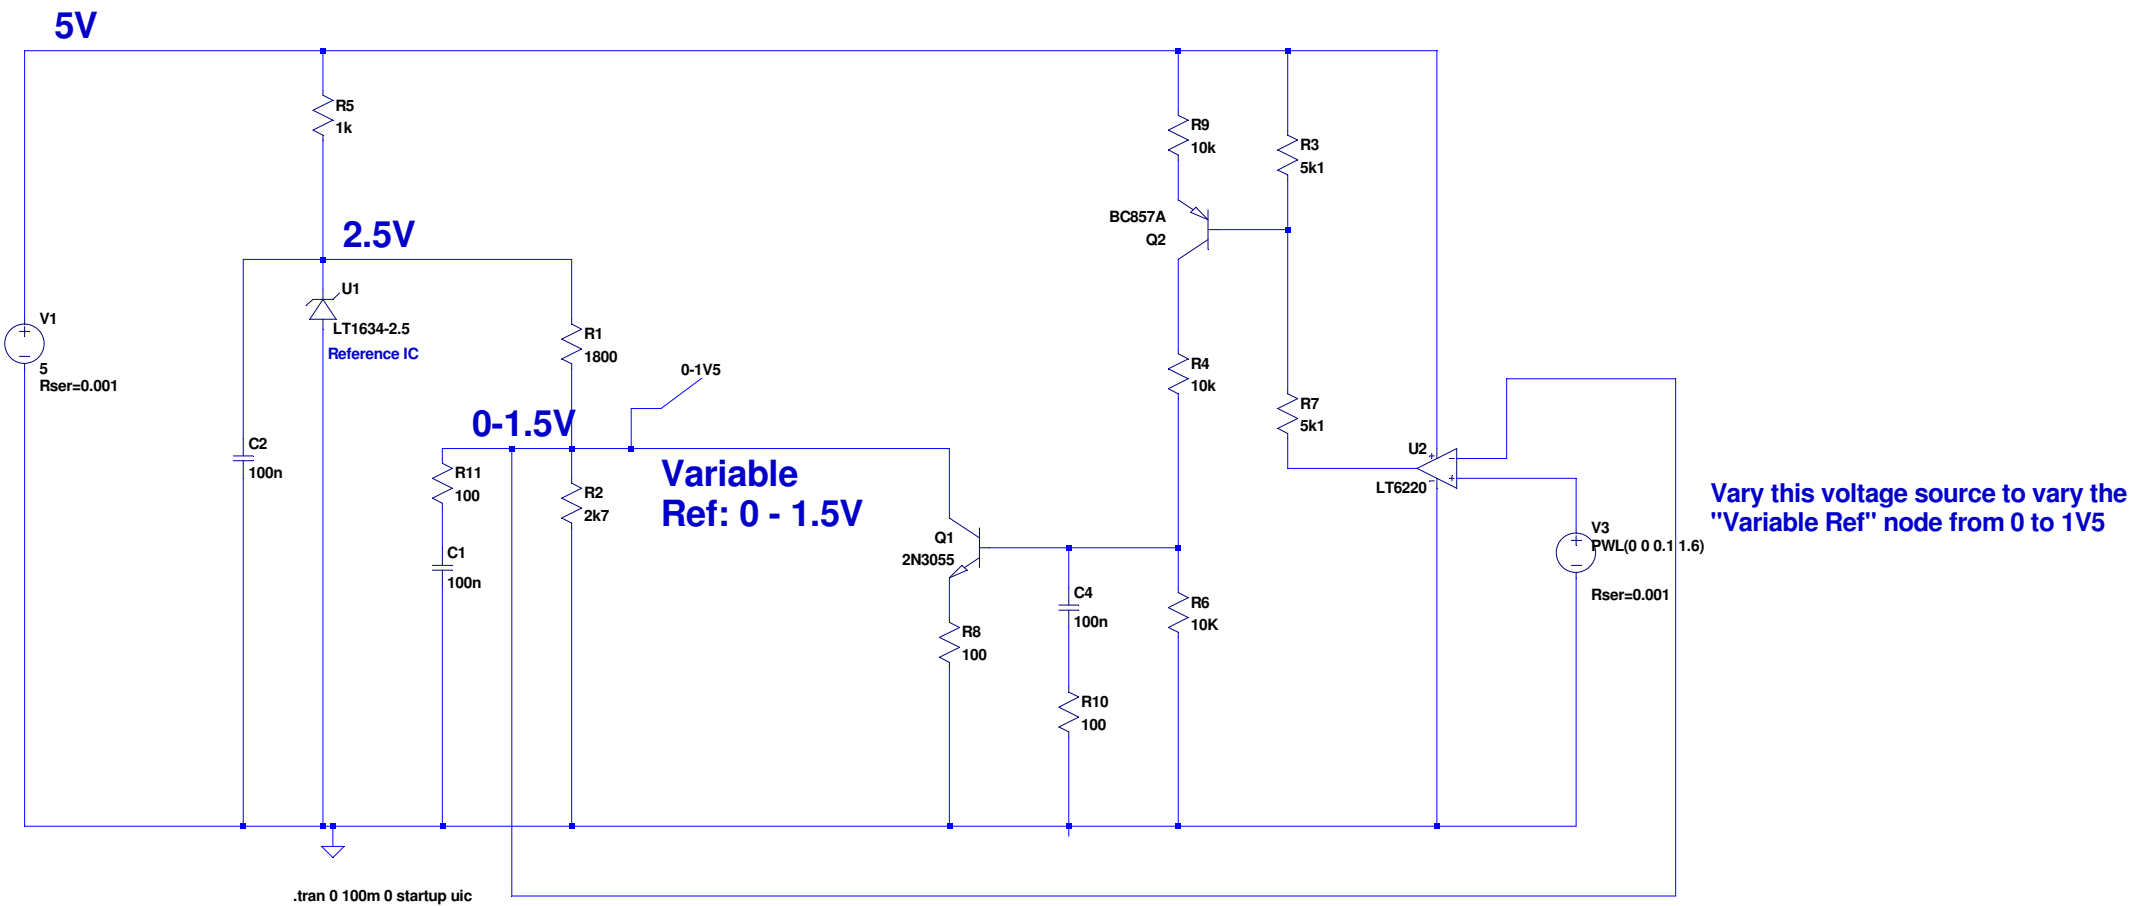 5V
R5
1k
R9
10k
R3
5k1
BC857A
Q2
2.5V
U1
LT1634-2.5
Reference IC
V1
5
Rser=0.001
R1
1800
0-1V5
R4
10k
R7
5k1
0-1.5V
C2
100n
R11
100
R2
2k7
Variable
Ref: 0 - 1.5V
U2
LT6220
Vary this voltage source to vary the
"Variable Ref" node from 0 to 1V5
V3
PWL(0 0 0.1 1.6)
Rser=0.001
Q1
2N3055
C1
100n
C4
100n
R6
10K
R8
100
R10
100
.tran 0 100m 0 startup uic